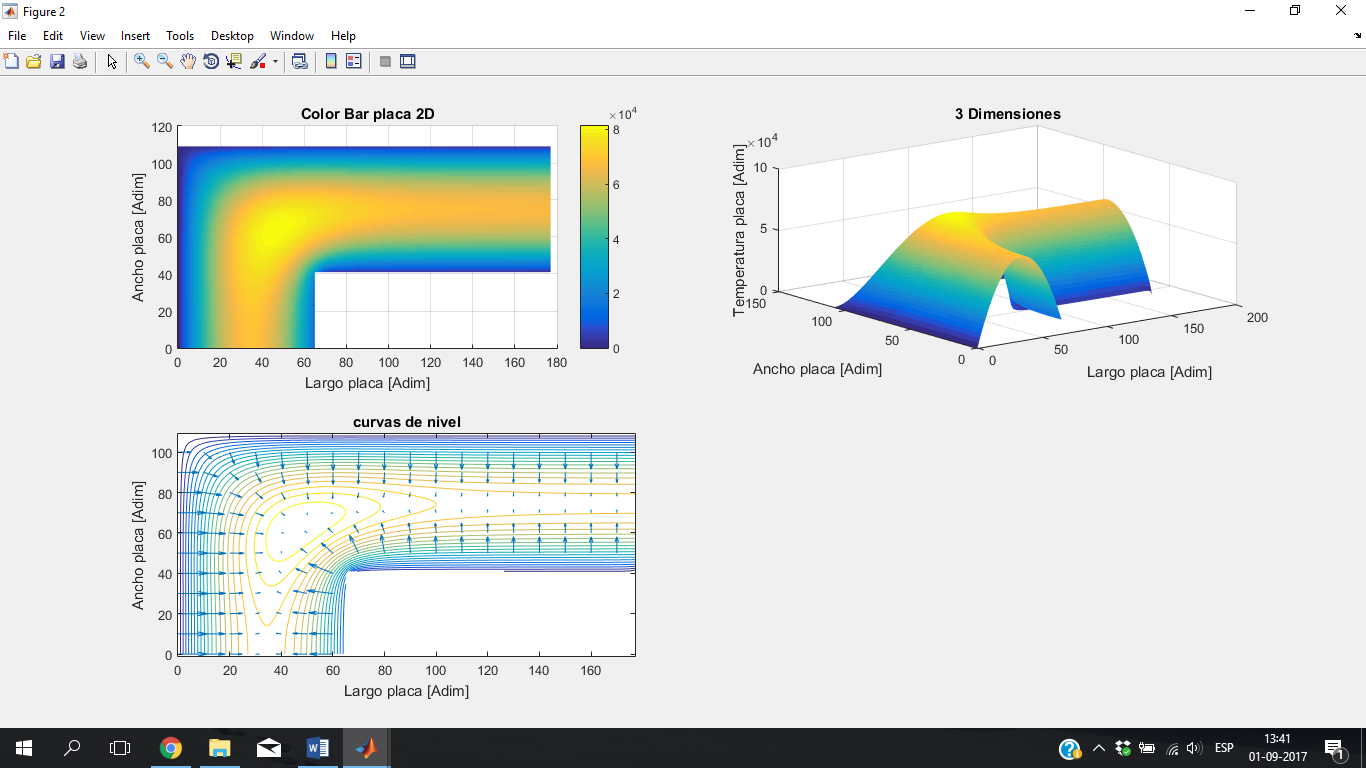 Figure 2
File Edit View Insert Tools Desktop Window Help
Color Bar placa 2D
×10^4
120
100
80
60
40
20
0
0 20 40 60 80 100 120 140 160 180
Ancho placa [Adim]
Largo placa [Adim]
8
6
4
2
0
3 Dimensiones
×10^4
10
5
0
Temperatura placa [Adim]
150
100
50
0
Ancho placa [Adim]
0
50
100
150
200
Largo placa [Adim]
curvas de nivel
100
80
60
40
20
0
0 20 40 60 80 100 120 140 160
Ancho placa [Adim]
Largo placa [Adim]
ESP
13:41
01-09-2017
1